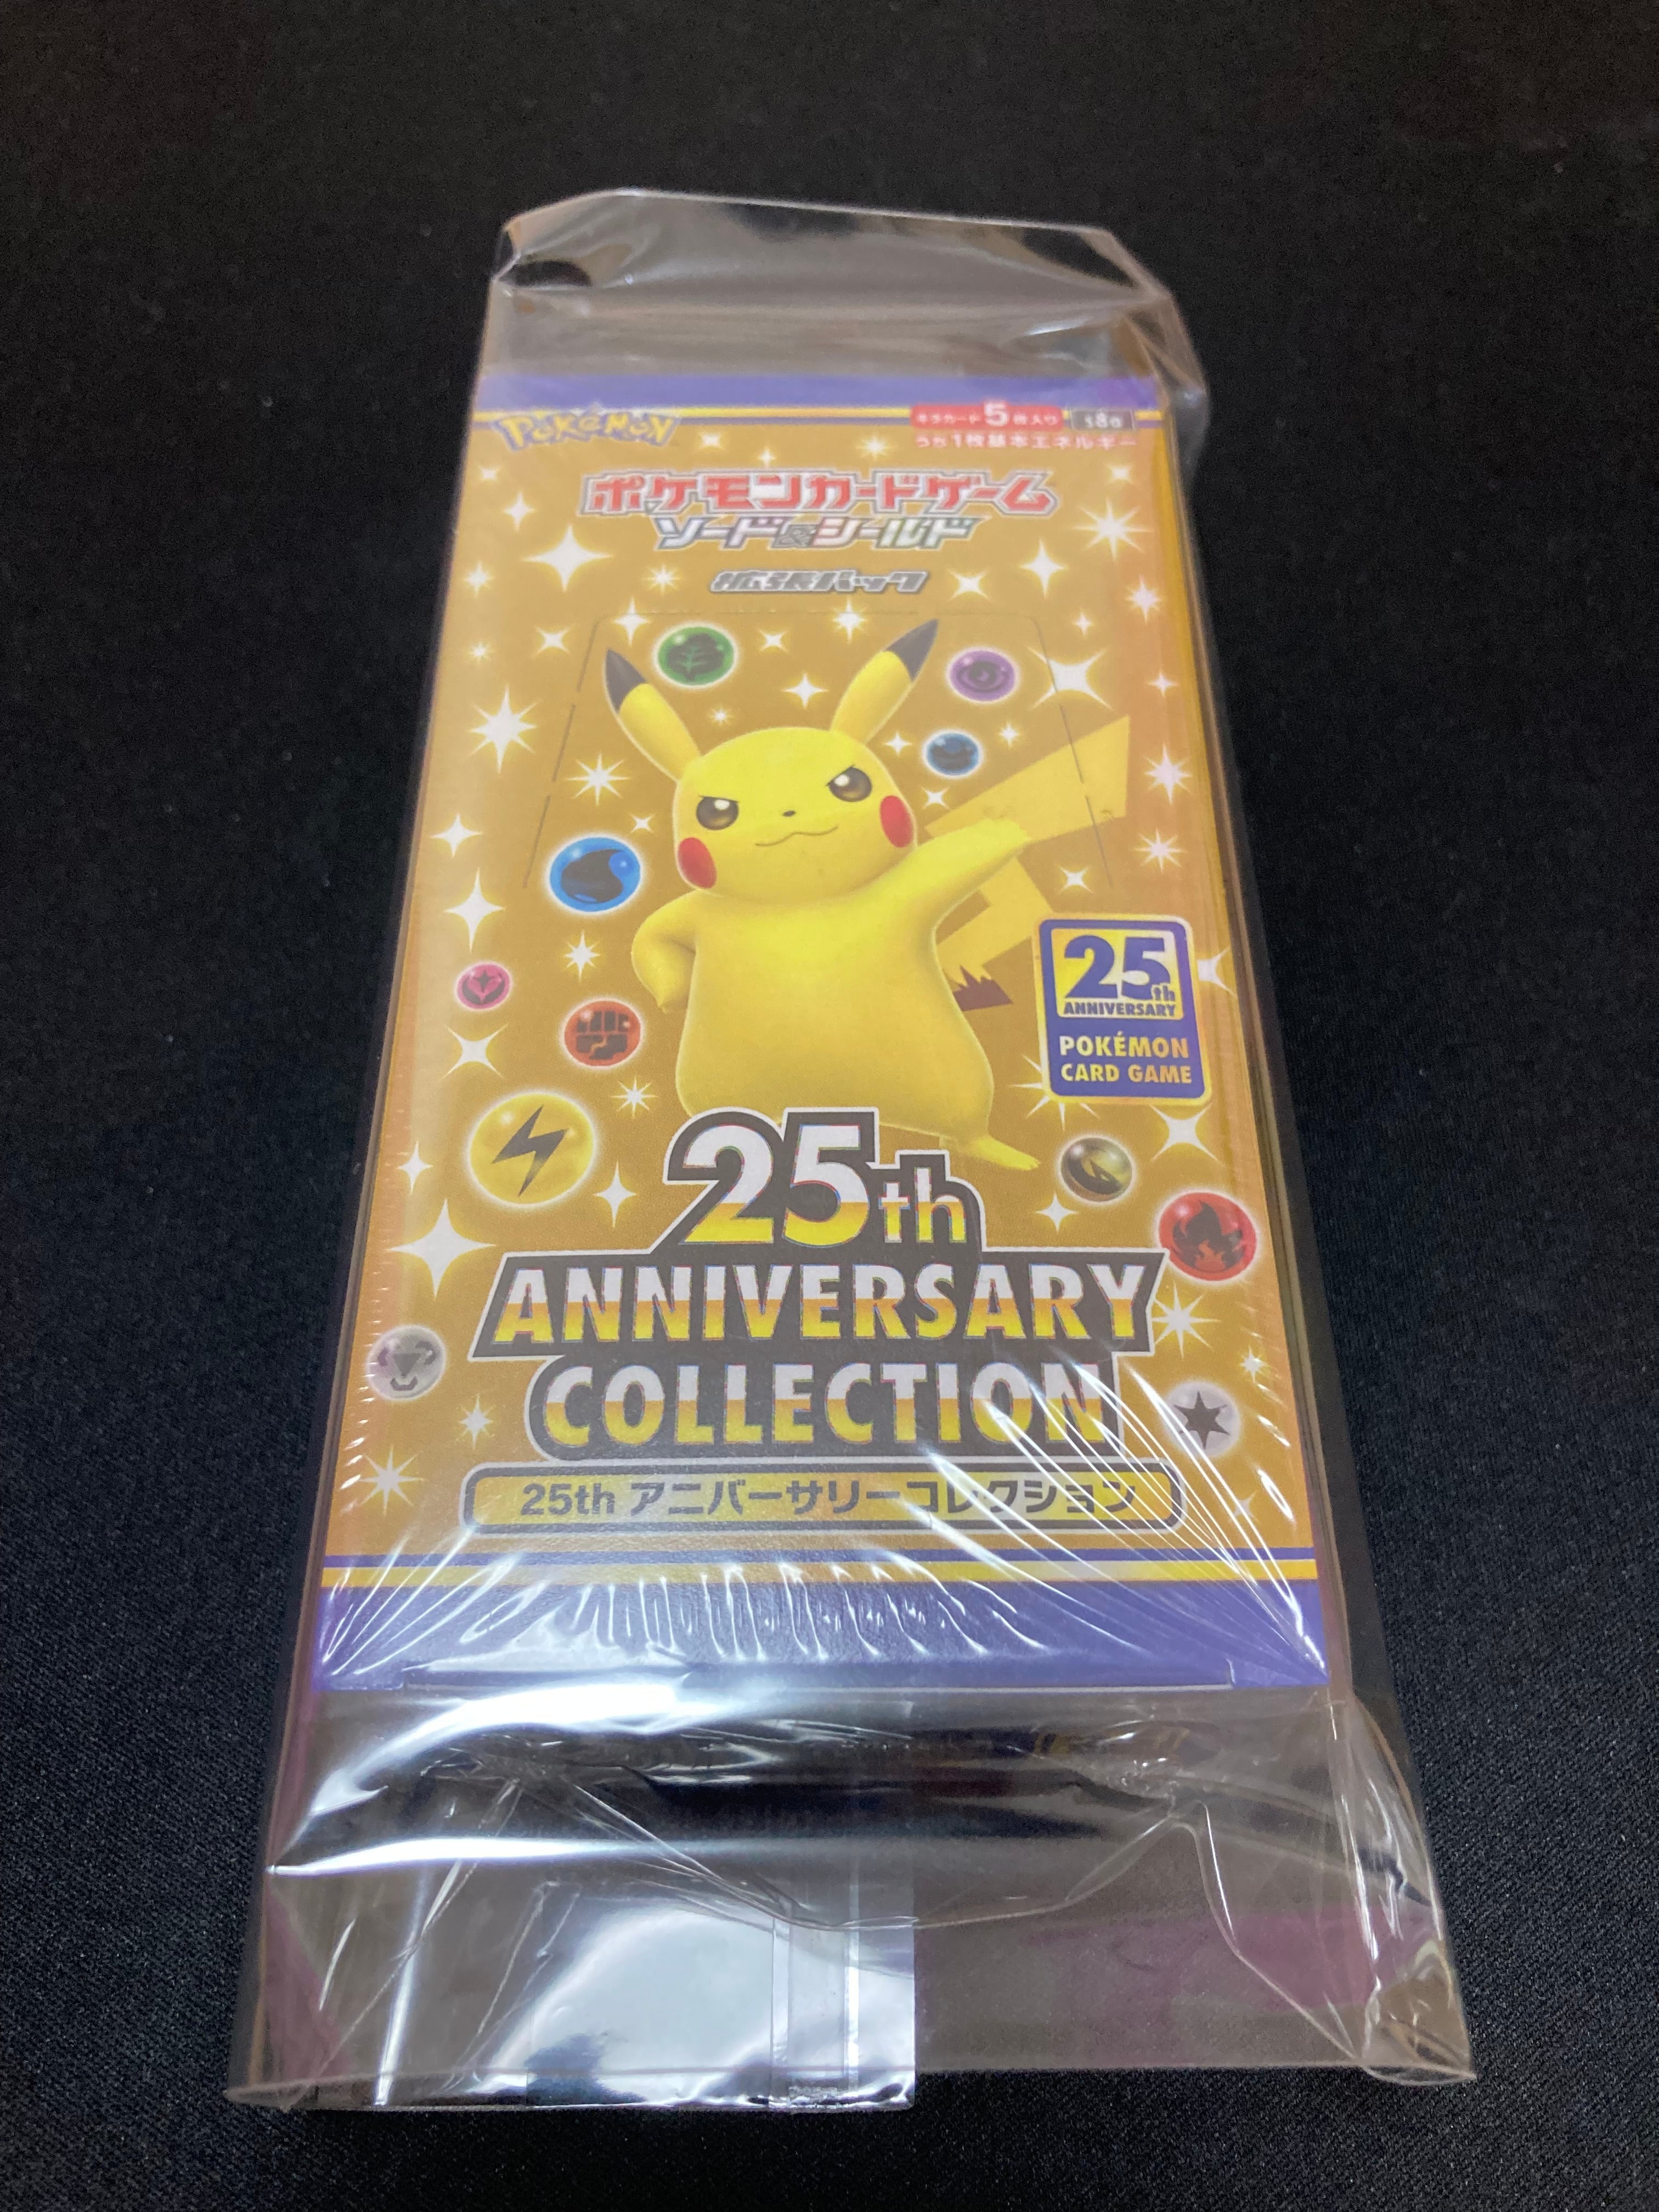 Pokémon
キラカード5枚入り s8a
うち1枚基本エネルギー
ポケモンカードゲーム
ソード&シールド
拡張パック
25th
ANNIVERSARY
POKÉMON
CARD GAME
25th
ANNIVERSARY
COLLECTION
25th アニバーサリーコレクション